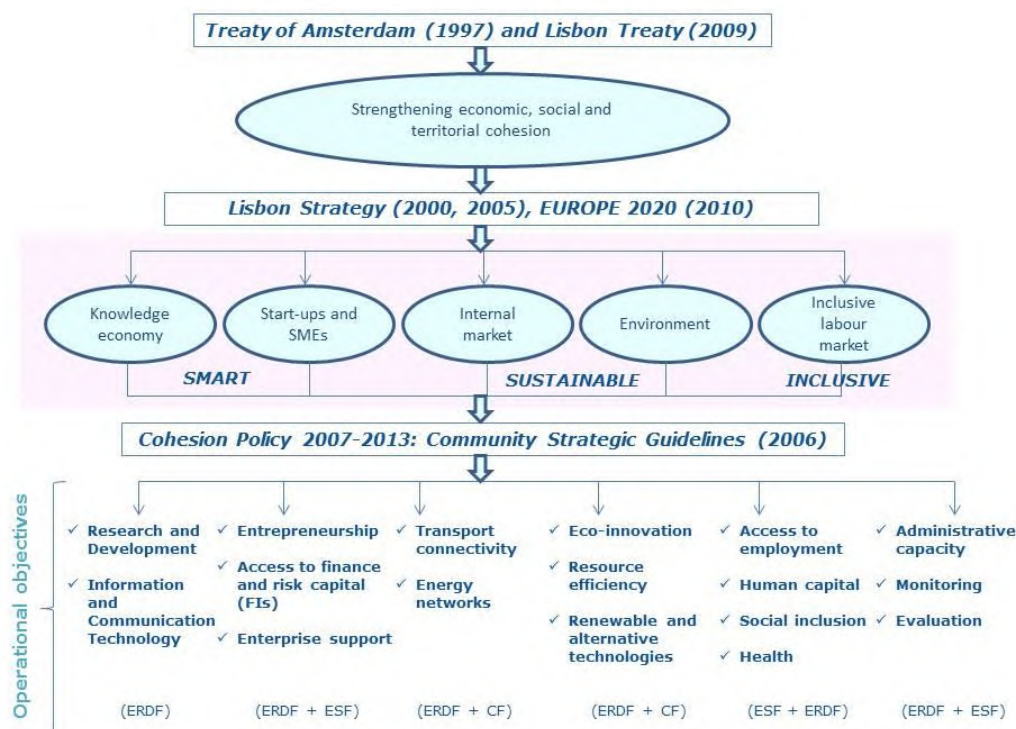 Treaty of Amsterdam (1997) and Lisbon Treaty (2009)
Strengthening economic, social and
territorial cohesion
Lisbon Strategy (2000, 2005), EUROPE 2020 (2010)
Knowledge
economy
Start-ups and
SMEs
Internal
market
Environment
Inclusive
labour
market
SMART
SUSTAINABLE
INCLUSIVE
Cohesion Policy 2007-2013: Community Strategic Guidelines (2006)
Operational objectives
✓ Research and
Development
✓ Information
and
Communication
Technology
(ERDF)
✓ Entrepreneurship
✓ Access to finance
and risk capital
(FIs)
✓ Enterprise support
(ERDF + ESF)
✓ Transport
connectivity
✓ Energy
networks
(ERDF + CF)
✓ Eco-innovation
✓ Resource
efficiency
✓ Renewable and
alternative
technologies
(ERDF + CF)
✓ Access to
employment
✓ Human capital
✓ Social inclusion
✓ Health
(ESF + ERDF)
✓ Administrative
capacity
✓ Monitoring
✓ Evaluation
(ERDF + ESF)